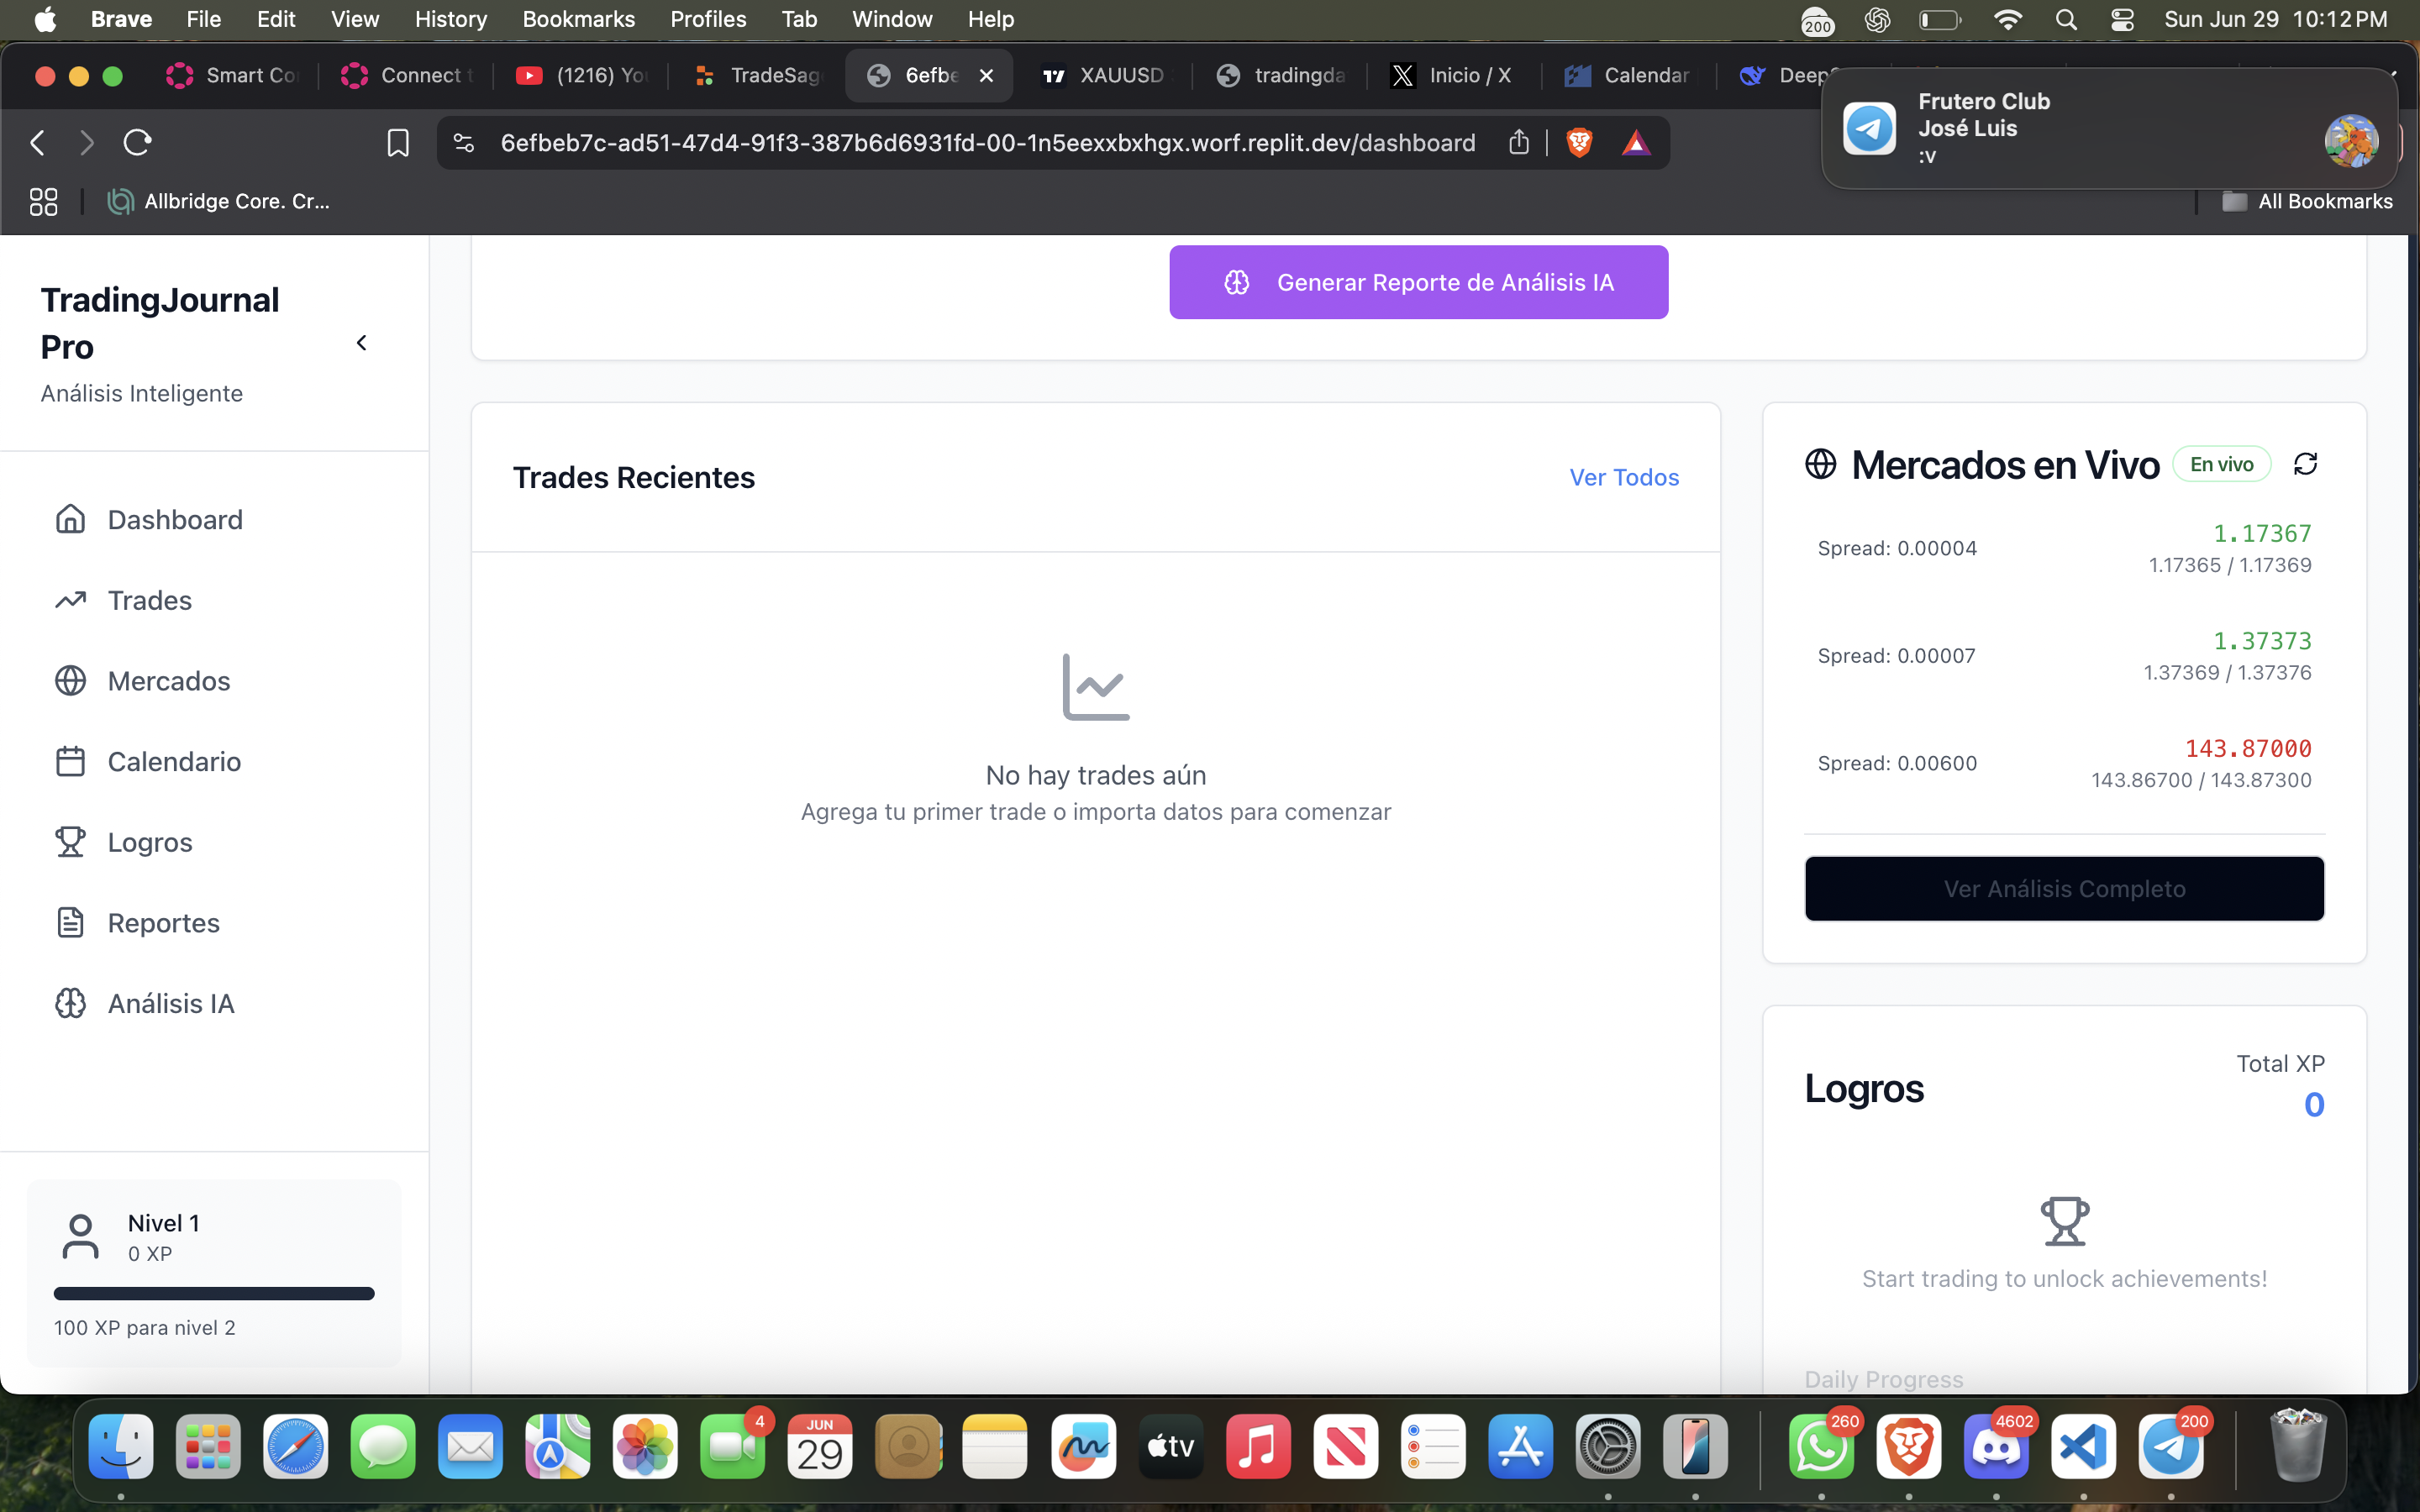 Brave File Edit View History Bookmarks Profiles Tab Window Help
200
Sun Jun 29 10:12 PM
Smart Co
Connect t
(1216) Yo
TradeSag
6efbe
XAUUSD
tradingda
Inicio / X
Calendar
Deep
6efbeb7c-ad51-47d4-91f3-387b6d6931fd-00-1n5eexxbxhgx.worf.replit.dev/dashboard
Frutero Club
José Luis
:v
Allbridge Core. Cr...
All Bookmarks
TradingJournal
Pro
Análisis Inteligente
Dashboard
Trades
Mercados
Calendario
Logros
Reportes
Análisis IA
Nivel 1
0 XP
100 XP para nivel 2
Generar Reporte de Análisis IA
Trades Recientes
Ver Todos
No hay trades aún
Agrega tu primer trade o importa datos para comenzar
Mercados en Vivo
En vivo
Spread: 0.00004
1.17367
1.17365 / 1.17369
Spread: 0.00007
1.37373
1.37369 / 1.37376
Spread: 0.00600
143.87000
143.86700 / 143.87300
Ver Análisis Completo
Logros
Total XP
0
Start trading to unlock achievements!
Daily Progress
4
JUN
29
tv
260
4602
200